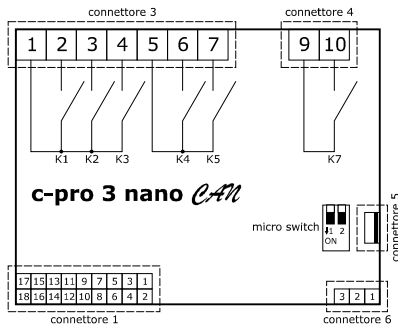 connettore 3
connettore 4
1 2 3 4 5 6 7
9 10
K1 K2 K3 K4 K5 K7
c-pro 3 nano CAN
micro switch
1 2
ON
connettore 5
17 15 13 11 9 7 5 3 1
18 16 14 12 10 8 6 4 2
3 2 1
connettore 1
connettore 6